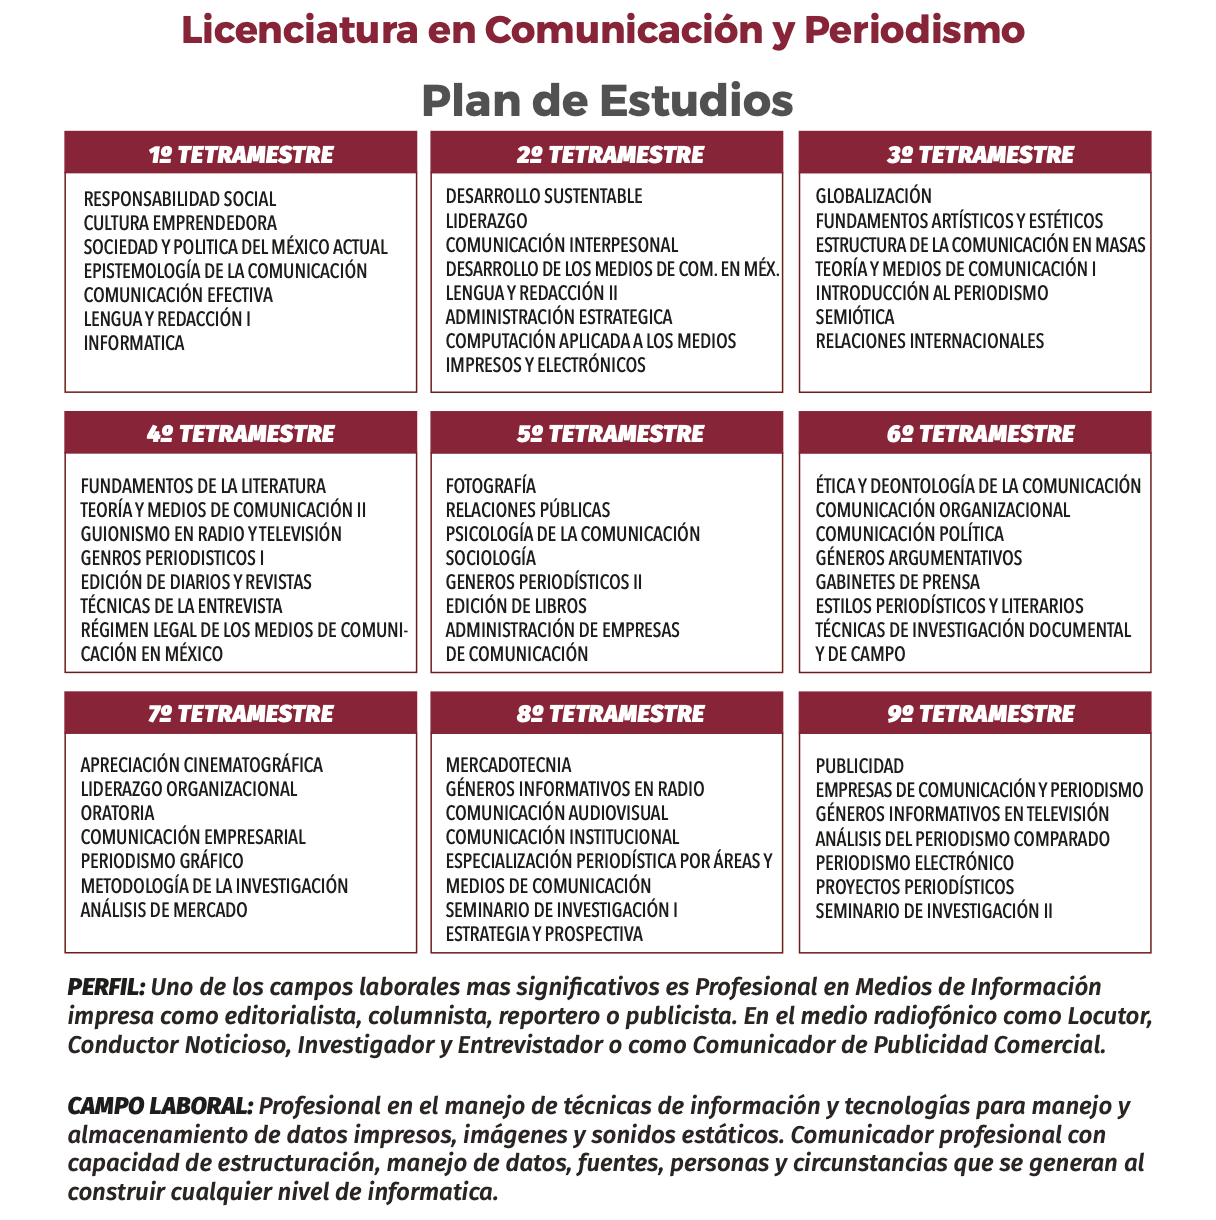 Licenciatura en Comunicación y Periodismo
Plan de Estudios
1º TETRAMESTRE
RESPONSABILIDAD SOCIAL
CULTURA EMPRENDEDORA
SOCIEDAD Y POLITICA DEL MÉXICO ACTUAL
EPISTEMOLOGÍA DE LA COMUNICACIÓN
COMUNICACIÓN EFECTIVA
LENGUA Y REDACCIÓN I
INFORMATICA
2º TETRAMESTRE
DESARROLLO SUSTENTABLE
LIDERAZGO
COMUNICACIÓN INTERPESONAL
DESARROLLO DE LOS MEDIOS DE COM. EN MÉX.
LENGUA Y REDACCIÓN II
ADMINISTRACIÓN ESTRATEGICA
COMPUTACIÓN APLICADA A LOS MEDIOS
IMPRESOS Y ELECTRÓNICOS
3º TETRAMESTRE
GLOBALIZACIÓN
FUNDAMENTOS ARTÍSTICOS Y ESTÉTICOS
ESTRUCTURA DE LA COMUNICACIÓN EN MASAS
TEORÍA Y MEDIOS DE COMUNICACIÓN I
INTRODUCCIÓN AL PERIODISMO
SEMIÓTICA
RELACIONES INTERNACIONALES
4º TETRAMESTRE
FUNDAMENTOS DE LA LITERATURA
TEORÍA Y MEDIOS DE COMUNICACIÓN II
GUIONISMO EN RADIO Y TELEVISIÓN
GENROS PERIODISTICOS I
EDICIÓN DE DIARIOS Y REVISTAS
TÉCNICAS DE LA ENTREVISTA
RÉGIMEN LEGAL DE LOS MEDIOS DE COMUNI-
CACIÓN EN MÉXICO
5º TETRAMESTRE
FOTOGRAFÍA
RELACIONES PÚBLICAS
PSICOLOGÍA DE LA COMUNICACIÓN
SOCIOLOGÍA
GENEROS PERIODÍSTICOS II
EDICIÓN DE LIBROS
ADMINISTRACIÓN DE EMPRESAS
DE COMUNICACIÓN
6º TETRAMESTRE
ÉTICA Y DEONTOLOGÍA DE LA COMUNICACIÓN
COMUNICACIÓN ORGANIZACIONAL
COMUNICACIÓN POLÍTICA
GÉNEROS ARGUMENTATIVOS
GABINETES DE PRENSA
ESTILOS PERIODÍSTICOS Y LITERARIOS
TÉCNICAS DE INVESTIGACIÓN DOCUMENTAL
Y DE CAMPO
7º TETRAMESTRE
APRECIACIÓN CINEMATOGRÁFICA
LIDERAZGO ORGANIZACIONAL
ORATORIA
COMUNICACIÓN EMPRESARIAL
PERIODISMO GRÁFICO
METODOLOGÍA DE LA INVESTIGACIÓN
ANÁLISIS DE MERCADO
8º TETRAMESTRE
MERCADOTECNIA
GÉNEROS INFORMATIVOS EN RADIO
COMUNICACIÓN AUDIOVISUAL
COMUNICACIÓN INSTITUCIONAL
ESPECIALIZACIÓN PERIODÍSTICA POR ÁREAS Y
MEDIOS DE COMUNICACIÓN
SEMINARIO DE INVESTIGACIÓN I
ESTRATEGIA Y PROSPECTIVA
9º TETRAMESTRE
PUBLICIDAD
EMPRESAS DE COMUNICACIÓN Y PERIODISMO
GÉNEROS INFORMATIVOS EN TELEVISIÓN
ANÁLISIS DEL PERIODISMO COMPARADO
PERIODISMO ELECTRÓNICO
PROYECTOS PERIODÍSTICOS
SEMINARIO DE INVESTIGACIÓN II
PERFIL: Uno de los campos laborales mas significativos es Profesional en Medios de Información
impresa como editorialista, columnista, reportero o publicista. En el medio radiofónico como Locutor,
Conductor Noticioso, Investigador y Entrevistador o como Comunicador de Publicidad Comercial.
CAMPO LABORAL: Profesional en el manejo de técnicas de información y tecnologías para manejo y
almacenamiento de datos impresos, imágenes y sonidos estáticos. Comunicador profesional con
capacidad de estructuración, manejo de datos, fuentes, personas y circunstancias que se generan al
construir cualquier nivel de informatica.